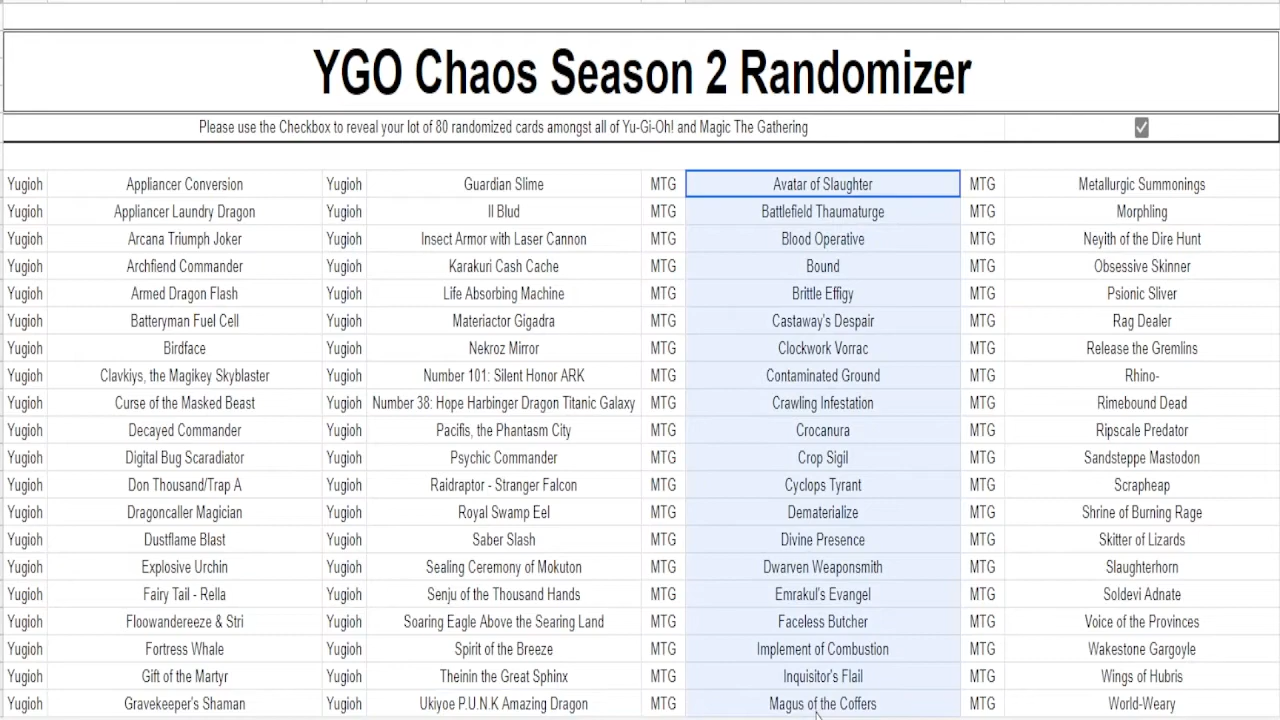 YGO Chaos Season 2 Randomizer
Please use the Checkbox to reveal your lot of 80 randomized cards amongst all of Yu-Gi-Oh! and Magic The Gathering
Yugioh Appliancer Conversion Yugioh Guardian Slime MTG Avatar of Slaughter MTG Metallurgic Summonings
Yugioh Appliancer Laundry Dragon Yugioh Il Blud MTG Battlefield Thaumaturge MTG Morphling
Yugioh Arcana Triumph Joker Yugioh Insect Armor with Laser Cannon MTG Blood Operative MTG Neyith of the Dire Hunt
Yugioh Archfiend Commander Yugioh Karakuri Cash Cache MTG Bound MTG Obsessive Skinner
Yugioh Armed Dragon Flash Yugioh Life Absorbing Machine MTG Brittle Effigy MTG Psionic Sliver
Yugioh Batteryman Fuel Cell Yugioh Materiactor Gigadra MTG Castaway's Despair MTG Rag Dealer
Yugioh Birdface Yugioh Nekroz Mirror MTG Clockwork Vorrac MTG Release the Gremlins
Yugioh Clavkiys, the Magikey Skyblaster Yugioh Number 101: Silent Honor ARK MTG Contaminated Ground MTG Rhino-
Yugioh Curse of the Masked Beast Yugioh Number 38: Hope Harbinger Dragon Titanic Galaxy MTG Crawling Infestation MTG Rimebound Dead
Yugioh Decayed Commander Yugioh Pacifis, the Phantasm City MTG Crocanura MTG Ripscale Predator
Yugioh Digital Bug Scaradiator Yugioh Psychic Commander MTG Crop Sigil MTG Sandsteppe Mastodon
Yugioh Don Thousand/Trap A Yugioh Raidraptor - Stranger Falcon MTG Cyclops Tyrant MTG Scrapheap
Yugioh Dragoncaller Magician Yugioh Royal Swamp Eel MTG Dematerialize MTG Shrine of Burning Rage
Yugioh Dustflame Blast Yugioh Saber Slash MTG Divine Presence MTG Skitter of Lizards
Yugioh Explosive Urchin Yugioh Sealing Ceremony of Mokuton MTG Dwarven Weaponsmith MTG Slaughterhorn
Yugioh Fairy Tail - Rella Yugioh Senju of the Thousand Hands MTG Emrakul's Evangel MTG Soldevi Adnate
Yugioh Floowandereeze & Stri Yugioh Soaring Eagle Above the Searing Land MTG Faceless Butcher MTG Voice of the Provinces
Yugioh Fortress Whale Yugioh Spirit of the Breeze MTG Implement of Combustion MTG Wakestone Gargoyle
Yugioh Gift of the Martyr Yugioh Theinin the Great Sphinx MTG Inquisitor's Flail MTG Wings of Hubris
Yugioh Gravekeeper's Shaman Yugioh Ukiyoe P.U.N.K Amazing Dragon MTG Magus of the Coffers MTG World-Weary